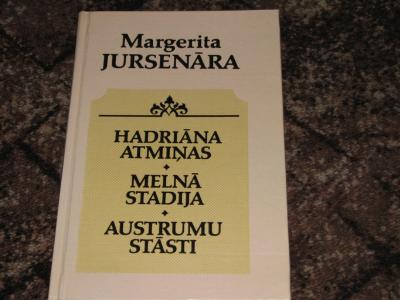 Margerita
JURSENĀRA
HADRIĀNA
ATMIŅAS
MELNĀ
STADIJA
AUSTRUMU
STĀSTI